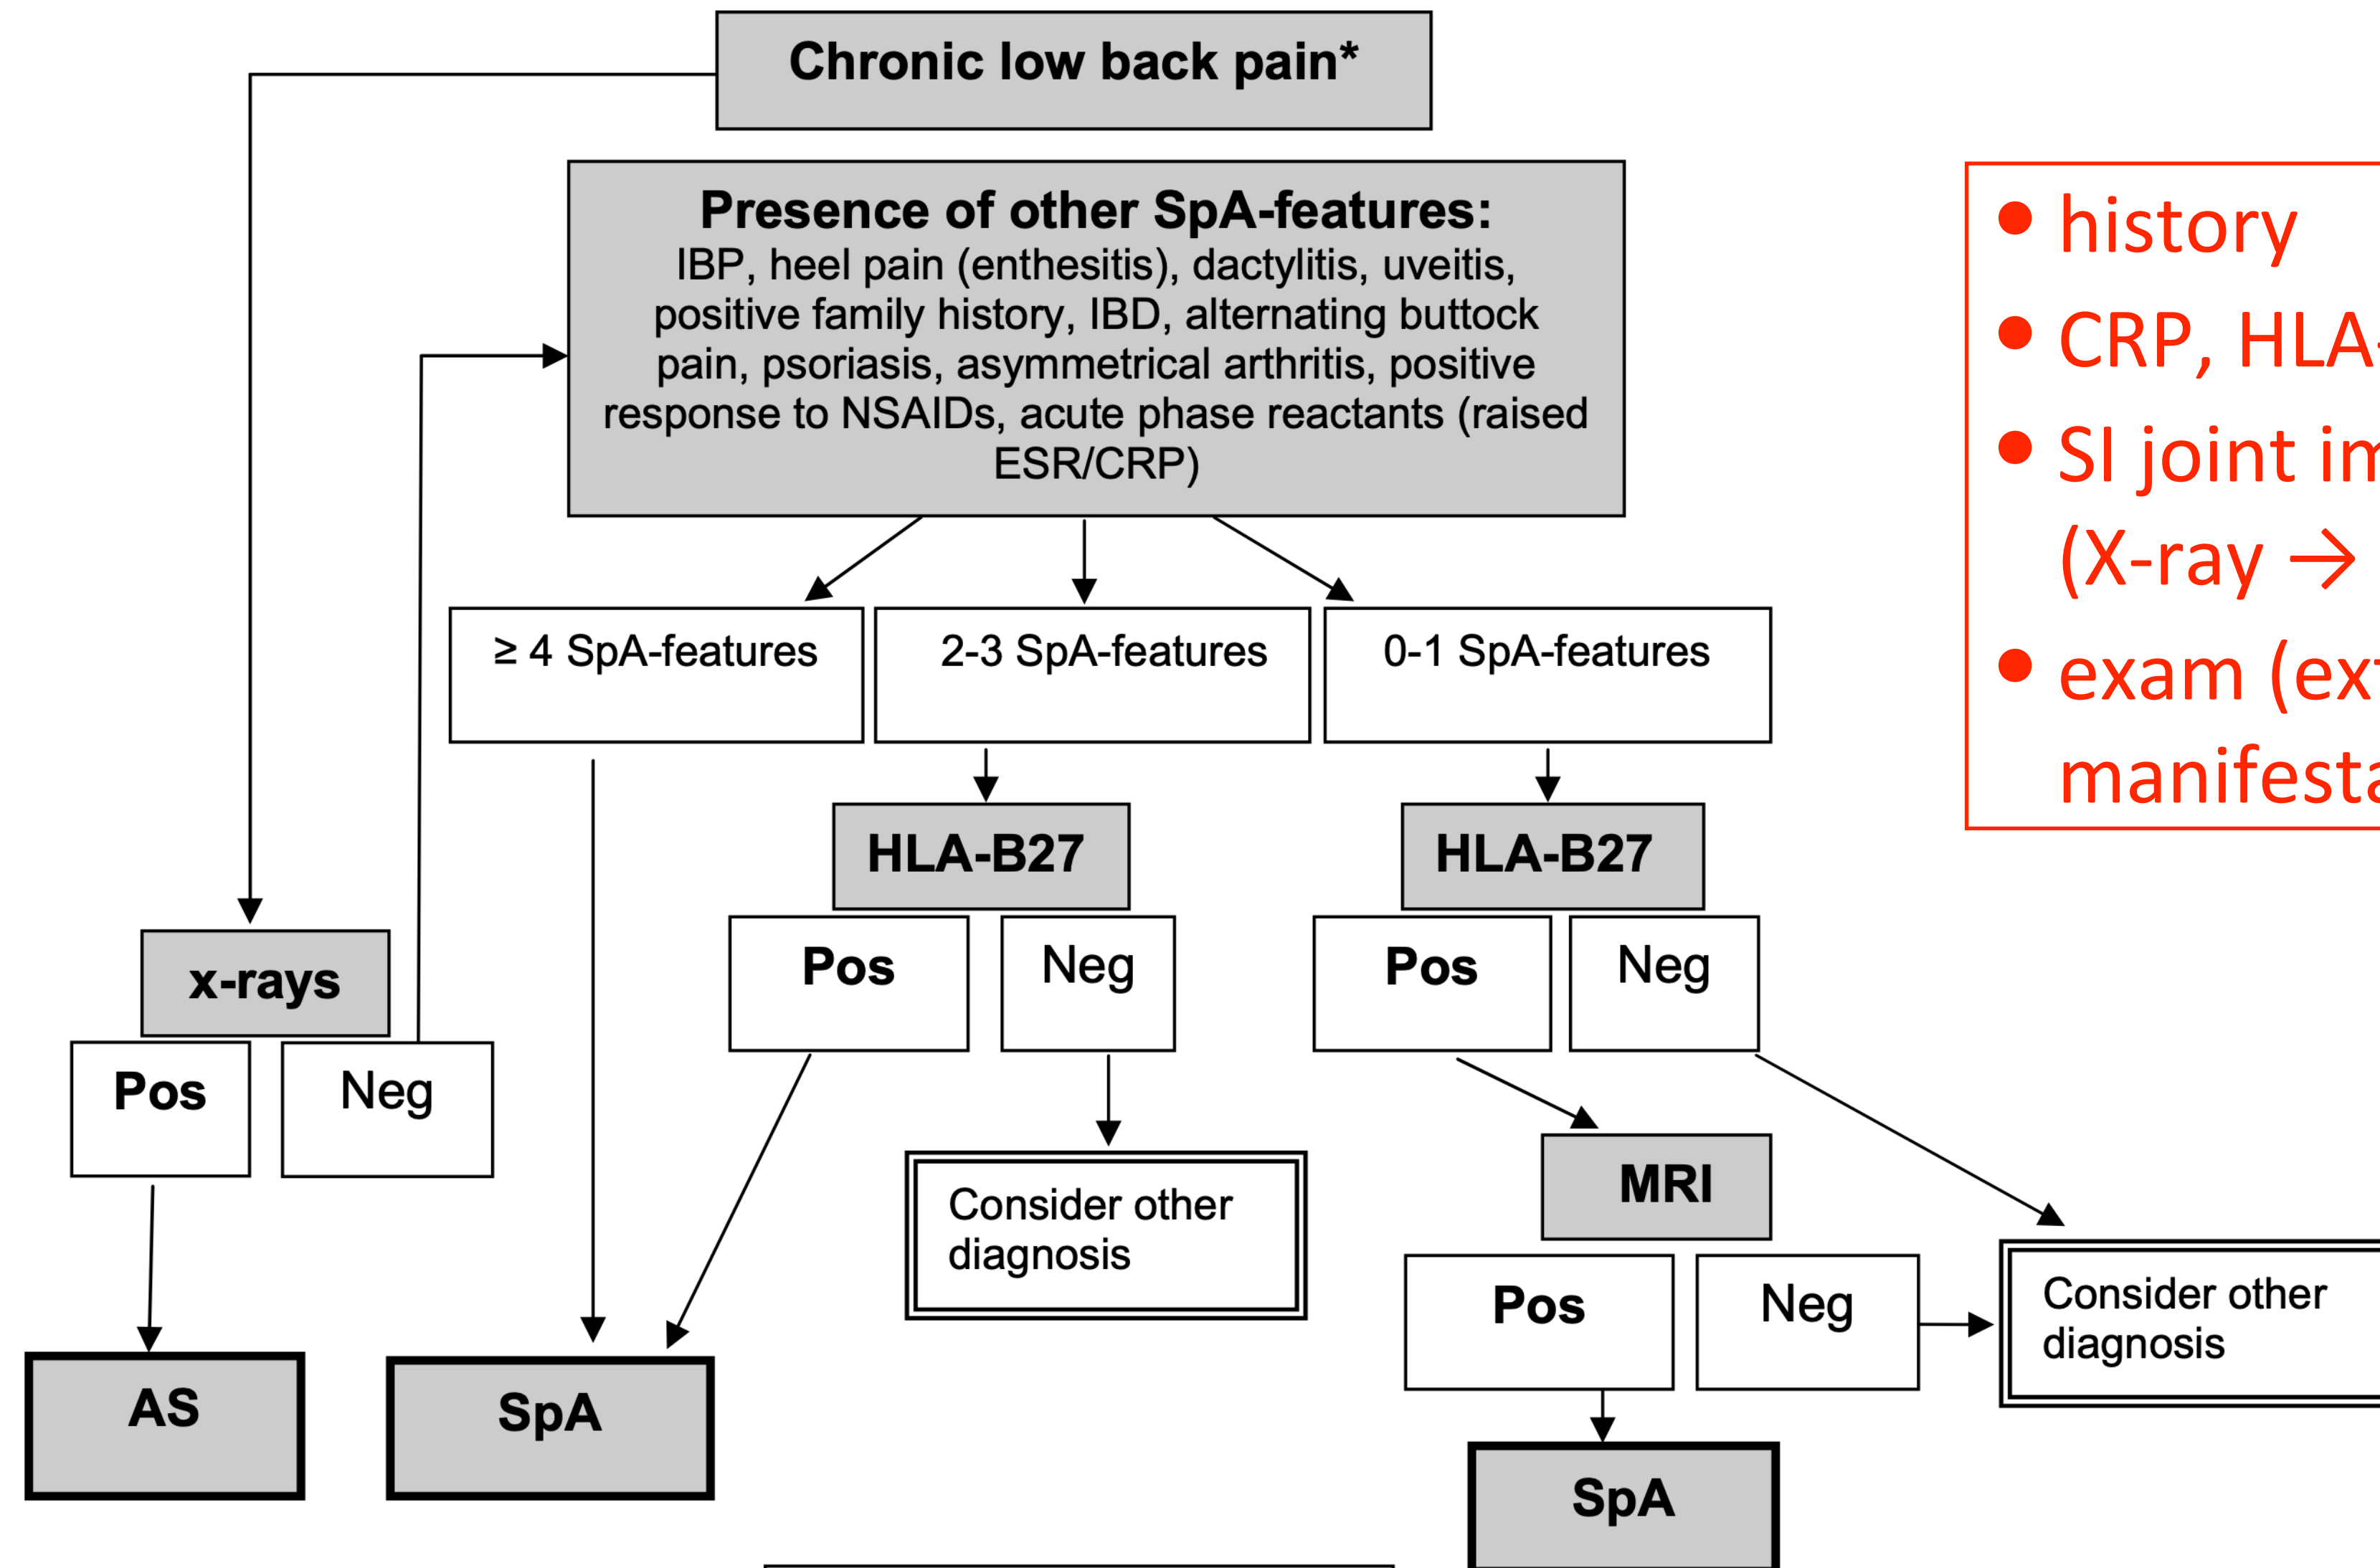 Chronic low back pain*
Presence of other SpA-features:
IBP, heel pain (enthesitis), dactylitis, uveitis,
positive family history, IBD, alternating buttock
pain, psoriasis, asymmetrical arthritis, positive
response to NSAIDs, acute phase reactants (raised
ESR/CRP)
• history
• CRP, HLA-
• SI joint
(X-ray →
• exam
≥ 4 SpA-features
2-3 SpA-features
0-1 SpA-features
HLA-B27
HLA-B27
Pos
Neg
Pos
Neg
x-rays
Pos
Neg
MRI
Consider other
diagnosis
Pos
Neg
Consider other
diagnosis
AS
SpA
SpA